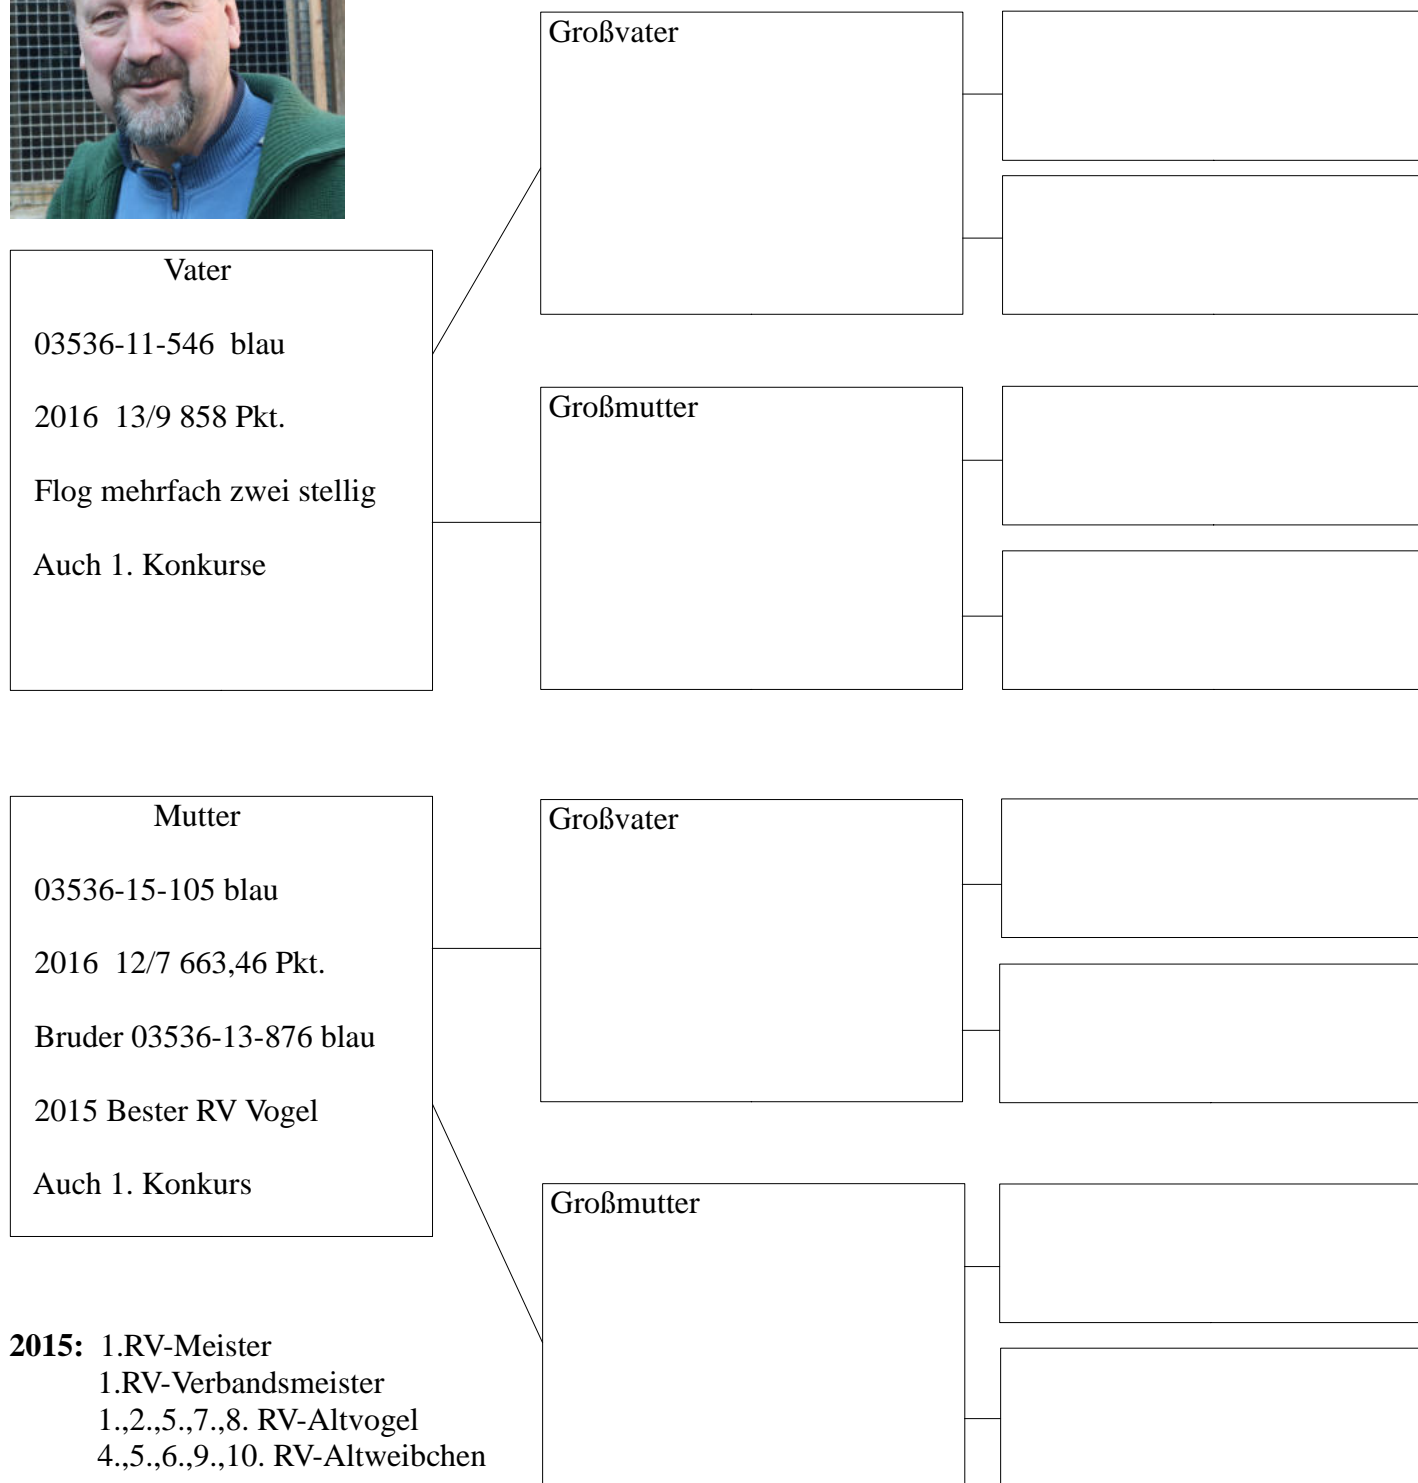 Großvater
Vater
03536-11-546 blau
2016 13/9 858 Pkt.
Flog mehrfach zwei stellig
Auch 1. Konkurse
Großmutter
Mutter
03536-15-105 blau
2016 12/7 663,46 Pkt.
Bruder 03536-13-876 blau
2015 Bester RV Vogel
Auch 1. Konkurs
Großvater
Großmutter
2015: 1.RV-Meister
1.RV-Verbandsmeister
1.,2.,5.,7.,8. RV-Altvogel
4.,5.,6.,9.,10. RV-Altweibchen